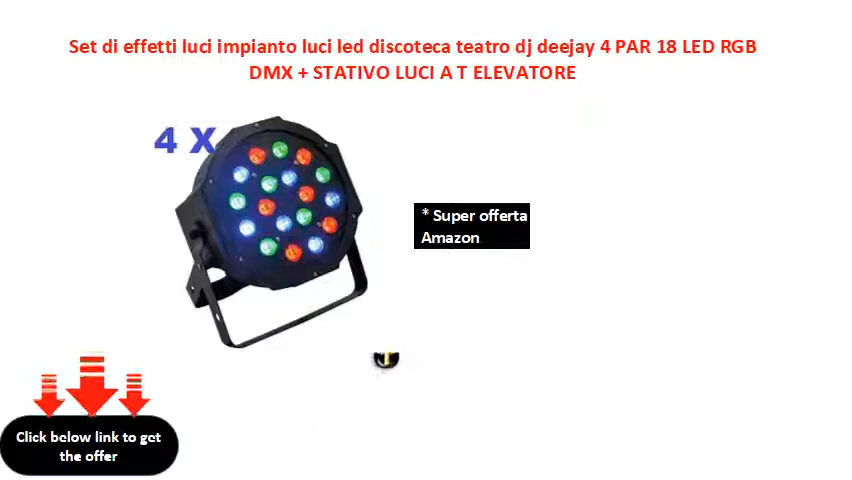 Set di effetti luci impianto luci led discoteca teatro dj deejay 4 PAR 18 LED RGB
DMX + STATIVO LUCI A T ELEVATORE
4 X
* Super offerta
Amazon
Click below link to get
the offer